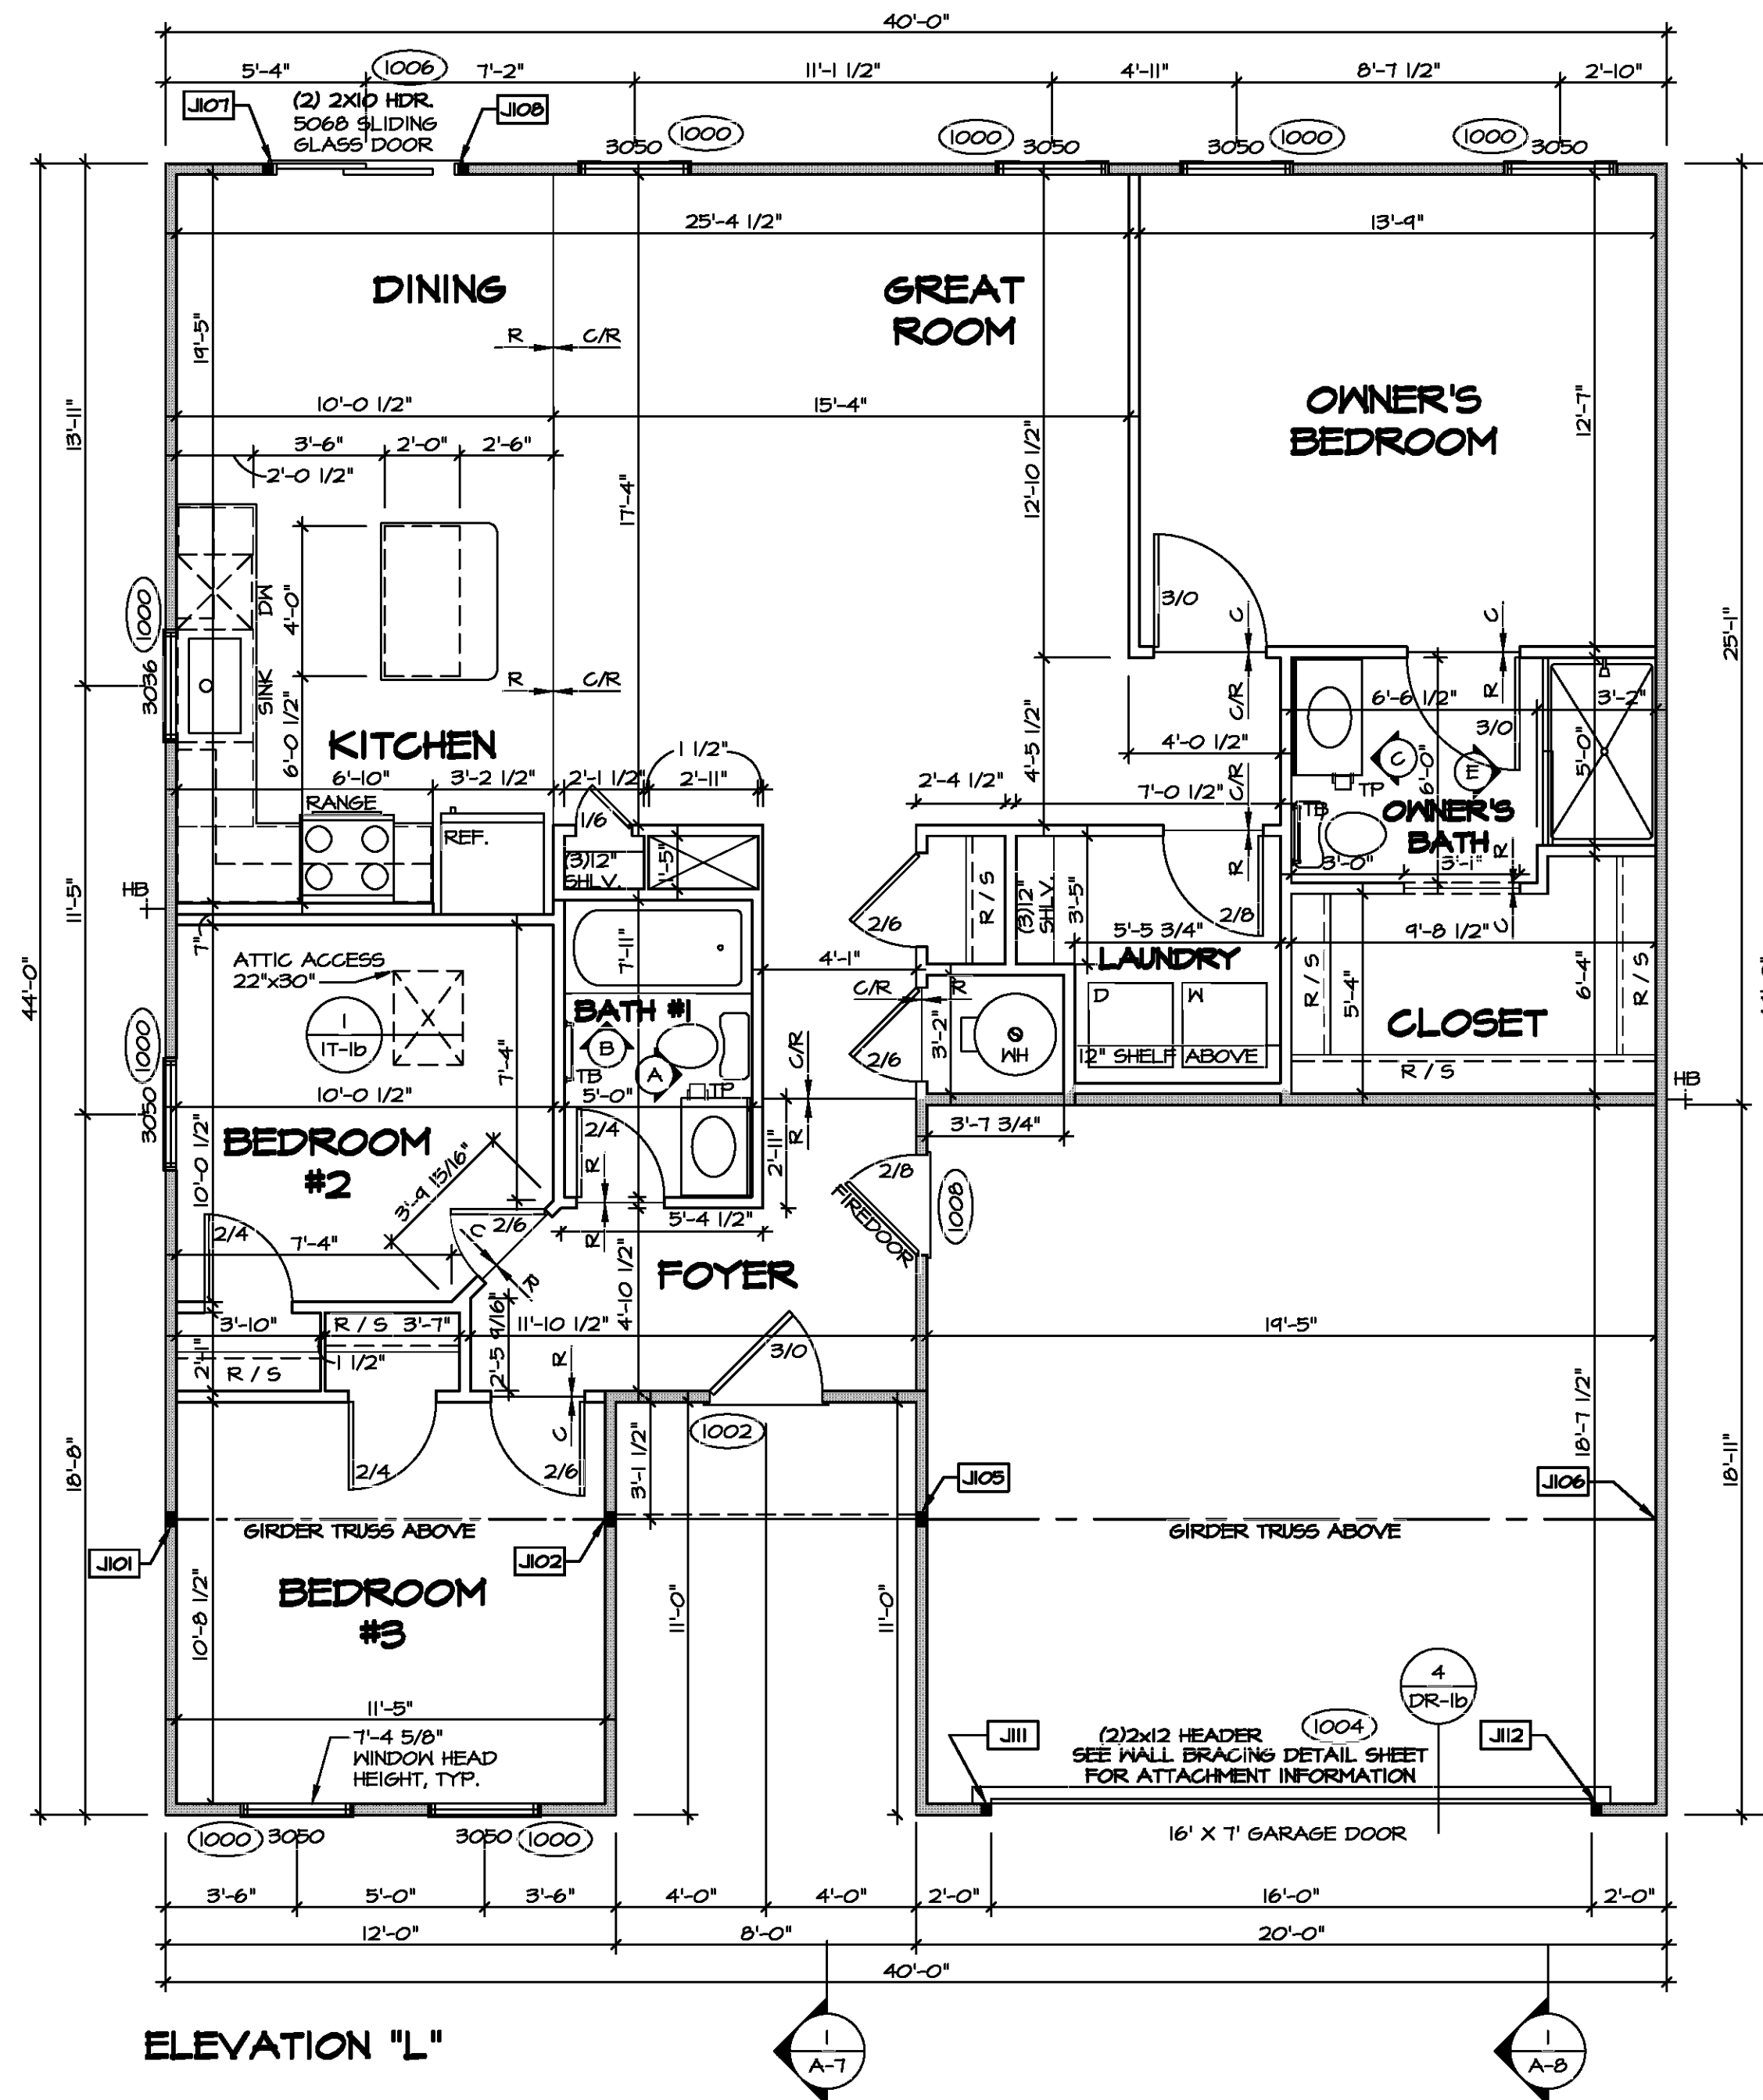 40'-0"
5'-4"
1006
7'-2"
11'-1 1/2"
4'-11"
8'-7 1/2"
2'-10"
J107
(2) 2X10 HDR.
5068 SLIDING
GLASS DOOR
J108
3050
1000
1000
3050
3050
1000
1000
3050
25'-4 1/2"
13'-9"
DINING
GREAT
ROOM
19'-5"
R
C/R
OWNER'S
BEDROOM
12'-7"
13'-11"
10'-0 1/2"
15'-4"
3'-6"
2'-0"
2'-6"
2'-0 1/2"
17'-4"
12'-10 1/2"
1000
3036
DW
SINK
4'-0"
6'-0 1/2"
R
C/R
KITCHEN
3/0
C
C
25'-1"
C/R
R
6'-6 1/2"
3'-2"
3/0
4'-0 1/2"
4'-5 1/2"
C/R
C
E
6'-0"
5'-0"
TP
TB
OWNER'S
BATH
3'-0"
3'-1"
R
C
6'-10"
3'-2 1/2"
2'-1 1/2"
1 1/2"
2'-11"
2'-4 1/2"
7'-0 1/2"
RANGE
REF.
1/6
(3)12"
SHLV.
1'-5"
2/6
R / S
(3)12"
SHLV.
3'-5"
R
2/8
5'-5 3/4"
LAUNDRY
9'-8 1/2"
HB
11'-5"
7"
44'-0"
ATTIC ACCESS
22"x30"
X
1
1T-1b
7'-4"
7'-11"
BATH #1
B
A
TB
TP
4'-1"
C/R
R
2/6
3'-2"
WH
D
W
12" SHELF ABOVE
R / S
5'-4"
6'-4"
R / S
CLOSET
R / S
HB
1000
3050
10'-0 1/2"
5'-0"
C/R
R
2'-11"
3'-7 3/4"
BEDROOM
#2
10'-0 1/2"
3'-9 15/16"
2/4
R
R
2/8
FIREDOOR
1008
2/4
7'-4"
2/6
C
R
5'-4 1/2"
4'-10 1/2"
FOYER
3'-10"
R / S
3'-7"
2'-5 9/16"
11'-10 1/2"
19'-5"
2'-1"
R / S
1 1/2"
R
C
3/0
1002
18'-7 1/2"
18'-8"
18'-11"
2/4
2/6
3'-1 1/2"
J105
J106
GIRDER TRUSS ABOVE
GIRDER TRUSS ABOVE
J101
J102
BEDROOM
#3
10'-8 1/2"
11'-0"
11'-0"
11'-5"
7'-4 5/8"
WINDOW HEAD
HEIGHT, TYP.
4
DR-1b
J111
(2)2x12 HEADER
1004
SEE WALL BRACING DETAIL SHEET
FOR ATTACHMENT INFORMATION
J112
1000
3050
3050
1000
16' X 7' GARAGE DOOR
3'-6"
5'-0"
3'-6"
4'-0"
4'-0"
2'-0"
16'-0"
2'-0"
12'-0"
8'-0"
20'-0"
40'-0"
ELEVATION "L"
1
A-7
1
A-8